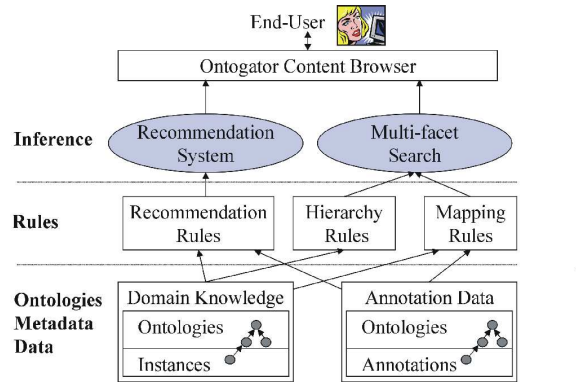 End-User
Ontogator Content Browser
Inference
Recommendation
System
Multi-facet
Search
Rules
Recommendation
Rules
Hierarchy
Rules
Mapping
Rules
Ontologies
Metadata
Data
Domain Knowledge
Ontologies
Instances
Annotation Data
Ontologies
Annotations